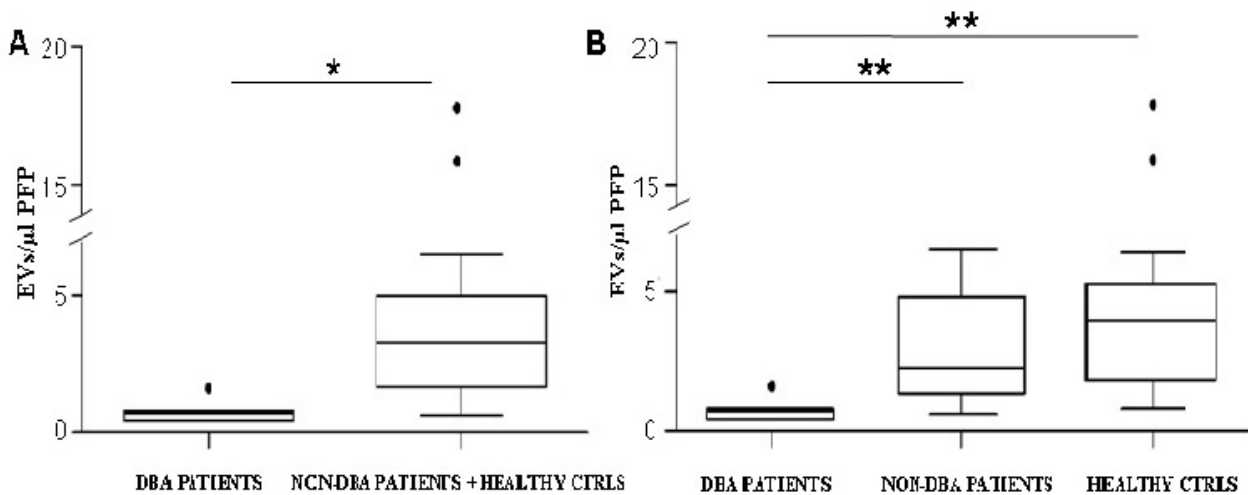 A
20
*
15
EVs/µl PFP
5
0
DBA PATIENTS
NCN-DBA PATIENTS + HEALTHY CTRLS
B
**
20
**
15
EVs/µl PFP
5
0
DBA PATIENTS
NON-DBA PATIENTS
HEALTHY CTRLS